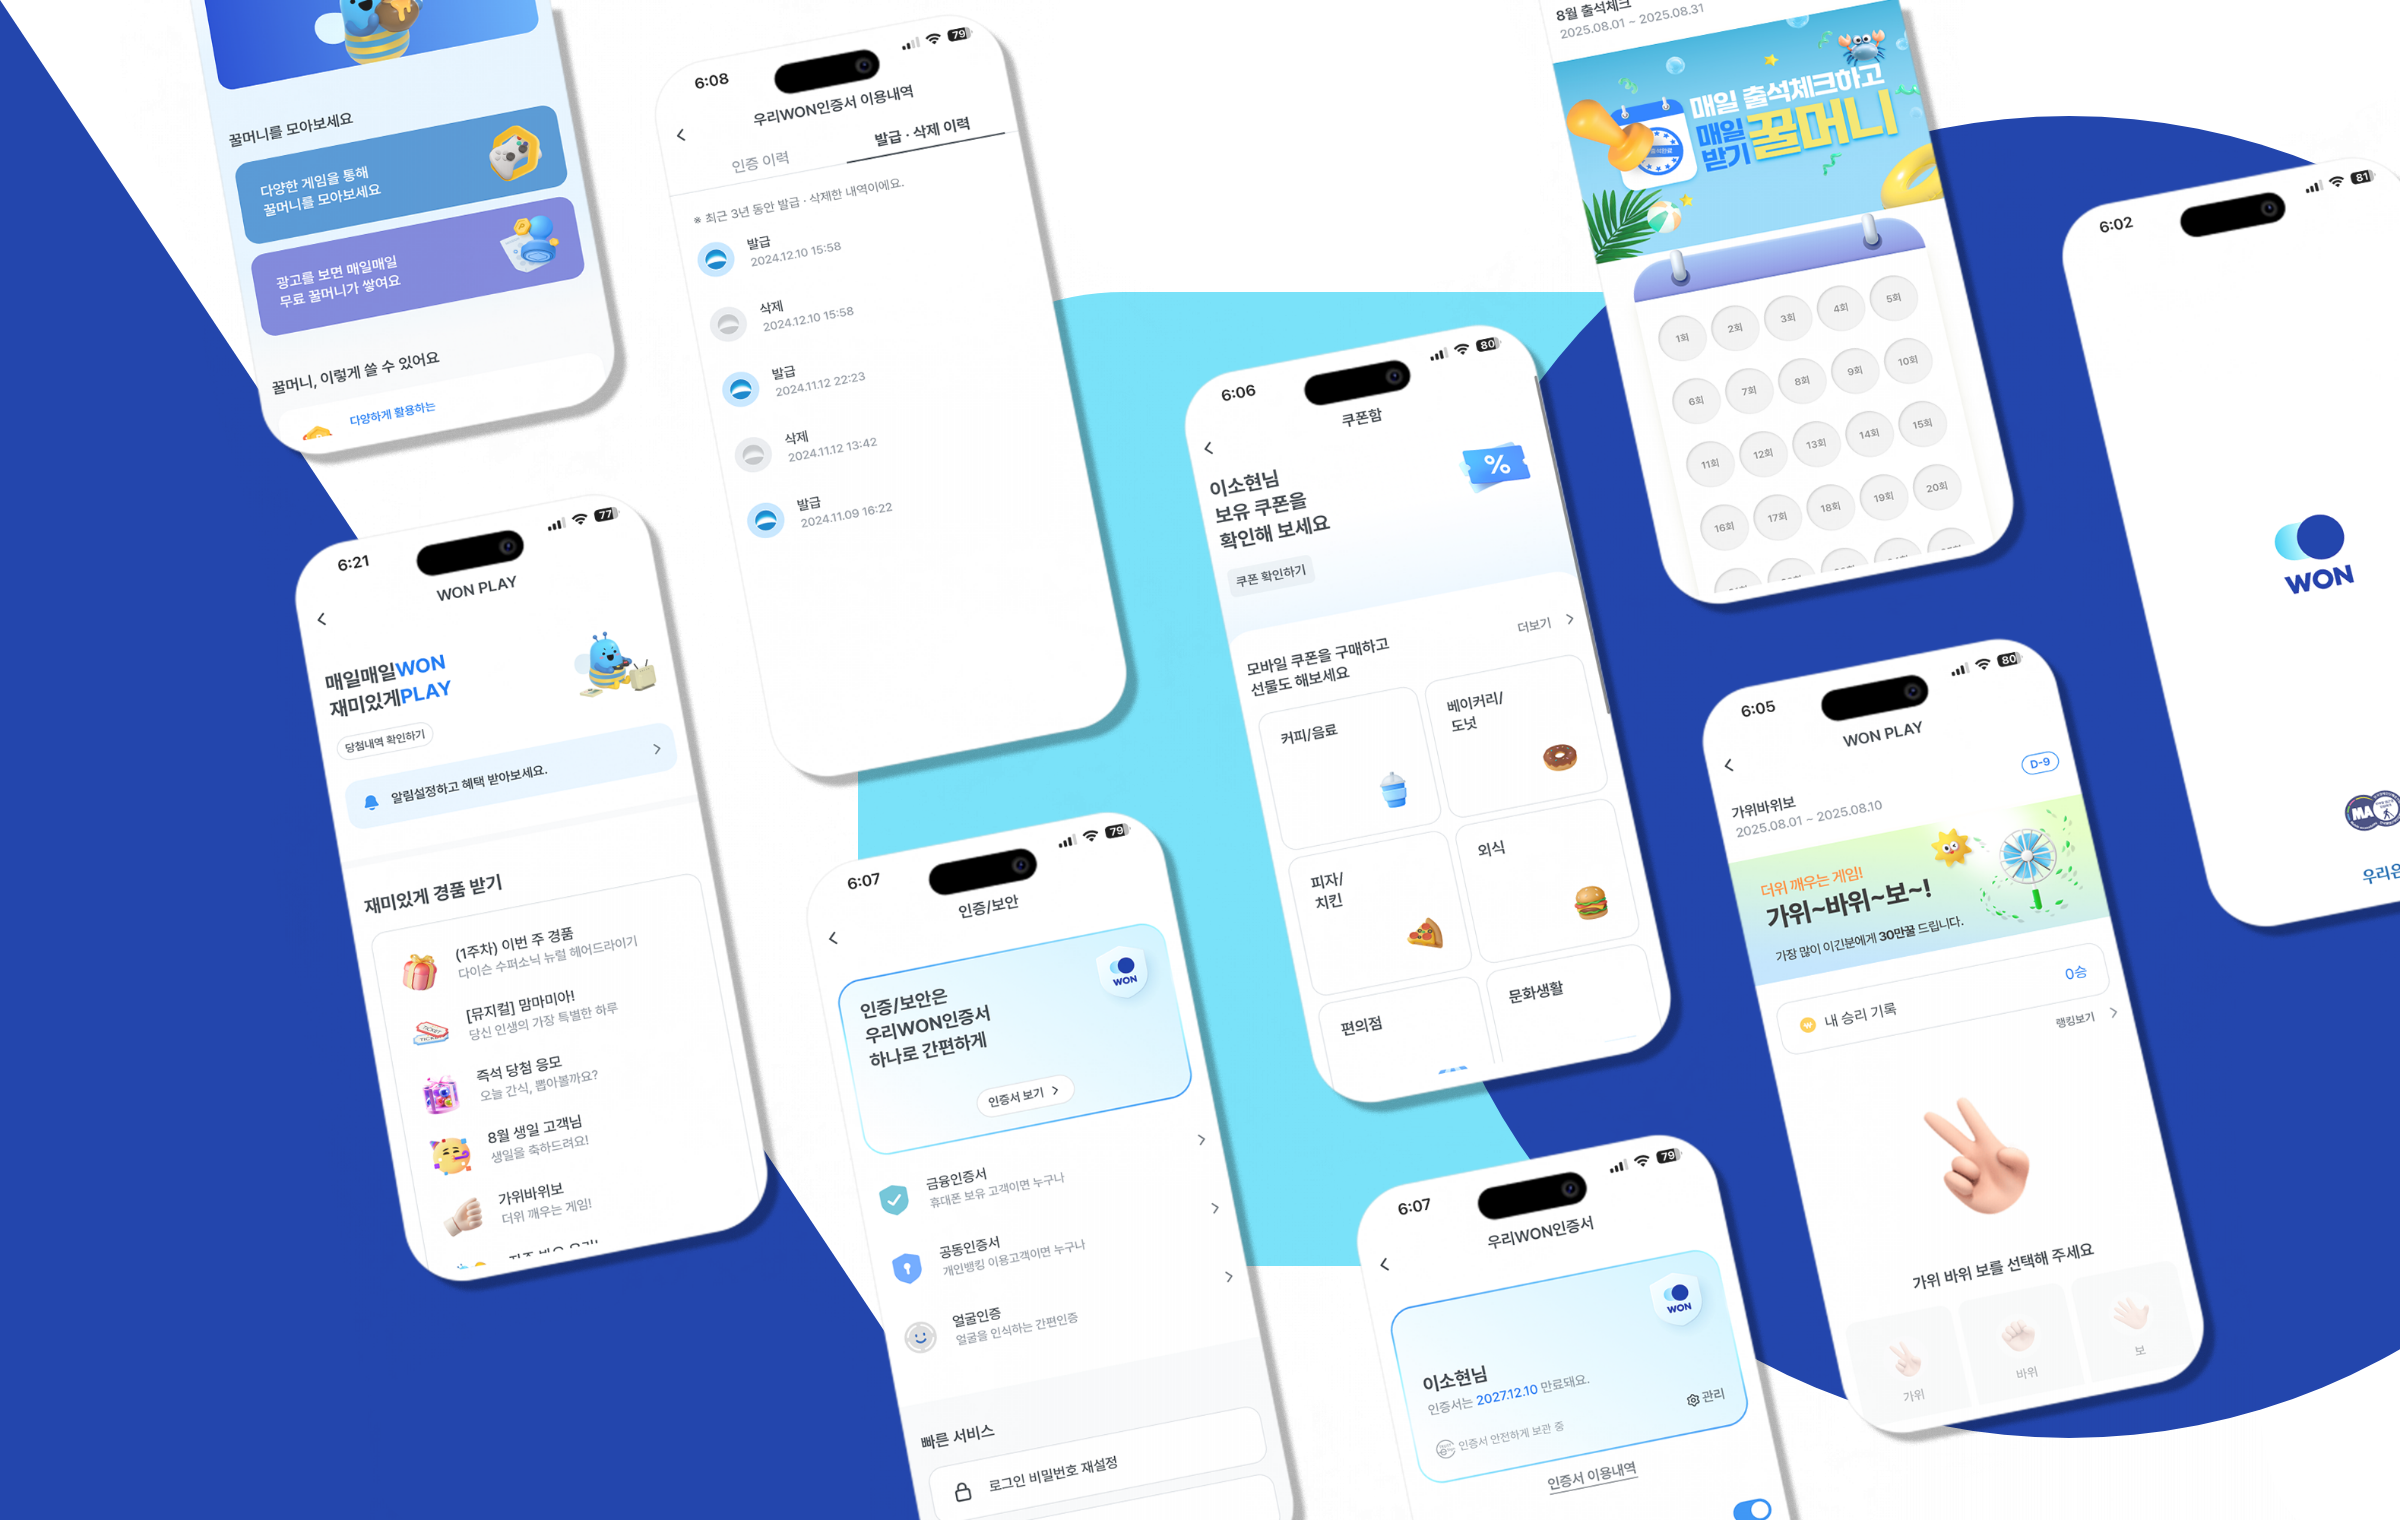 꿀머니를 모아보세요
다양한 게임을 통해
꿀머니를 모아보세요
광고를 보면 매일매일
무료 꿀머니가 쌓여요
꿀머니, 이렇게 쓸 수 있어요
다양하게 활용하는
6:21
77
WON PLAY
매일매일WON
재미있게PLAY
당첨내역 확인하기
알림설정하고 혜택 받아보세요.
재미있게 경품 받기
(1주차) 이번 주 경품
다이슨 수퍼소닉 뉴럴 헤어드라이기
[뮤지컬] 맘마미아!
당신 인생의 가장 특별한 하루
TICKET
TICKET
즉석 당첨 응모
오늘 간식, 뽑아볼까요?
8월 생일 고객님
생일을 축하드려요!
가위바위보
더위 깨우는 게임!
6:08
79
우리WON인증서 이용내역
인증 이력
발급 · 삭제 이력
※ 최근 3년 동안 발급 · 삭제한 내역이에요.
발급
2024.12.10 15:58
삭제
2024.12.10 15:58
발급
2024.11.12 22:23
삭제
2024.11.12 13:42
발급
2024.11.09 16:22
6:07
79
인증/보안
인증/보안은
우리WON인증서
하나로 간편하게
WON
인증서 보기
금융인증서
휴대폰 보유 고객이면 누구나
공동인증서
개인뱅킹 이용고객이면 누구나
얼굴인증
얼굴을 인식하는 간편인증
빠른 서비스
로그인 비밀번호 재설정
6:06
80
쿠폰함
이소현님
보유 쿠폰을
확인해 보세요
%
쿠폰 확인하기
모바일 쿠폰을 구매하고
선물도 해보세요
더보기
커피/음료
베이커리/
도넛
피자/
치킨
외식
편의점
문화생활
6:07
79
우리WON인증서
WON
이소현님
인증서는 2027.12.10 만료돼요.
관리
인증서 안전하게 보관 중
인증서 이용내역
8월 출석체크
2025.08.01 ~ 2025.08.31
매일 출석체크하고
매일
받기
꿀머니
1회
2회
3회
4회
5회
6회
7회
8회
9회
10회
11회
12회
13회
14회
15회
16회
17회
18회
19회
20회
6:05
80
WON PLAY
D-9
가위바위보
2025.08.01 ~ 2025.08.10
더위 깨우는 게임!
가위~바위~보~!
가장 많이 이긴분에게 30만꿀 드립니다.
내 승리 기록
0승
랭킹보기
가위 바위 보를 선택해 주세요
가위
바위
보
6:02
81
WON
MA
우리은